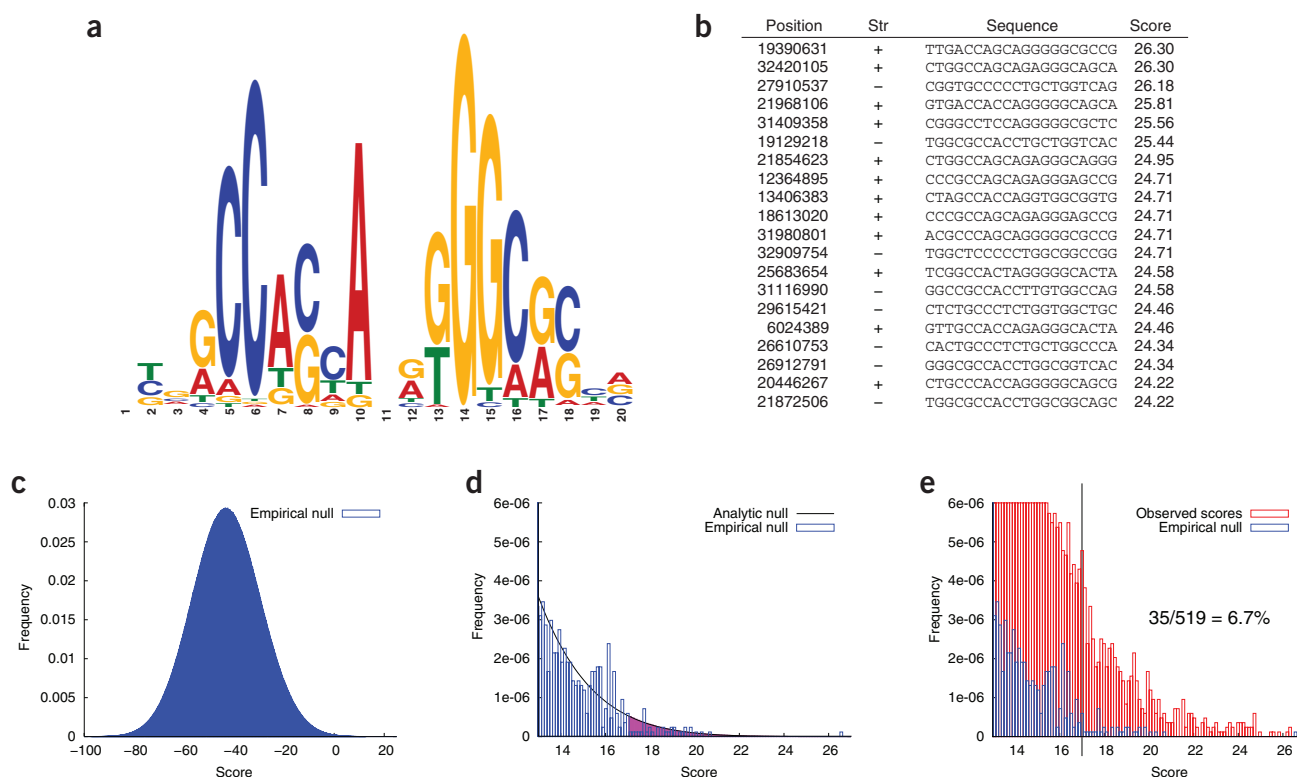 a
T C G G C A G A T C C A C T A C T G C G A C T A G A T G G A T C G T G G T C C A T G A T C G A C A G C
1 2 3 4 5 6 7 8 9 10 11 12 13 14 15 16 17 18 19 20
b
Position Str Sequence Score
19390631 + TTGACCAGCAGGGGGCGCCG 26.30
32420105 + CTGGCCAGCAGAGGGCAGCA 26.30
27910537 – CGGTGCCCCCTGCTGGTCAG 26.18
21968106 + GTGACCACCAGGGGGCAGCA 25.81
31409358 + CGGGCCTCCAGGGGGCGCTC 25.56
19129218 – TGGCGCCACCTGCTGGTCAC 25.44
21854623 + CTGGCCAGCAGAGGGCAGGG 24.95
12364895 + CCCGCCAGCAGAGGGAGCCG 24.71
13406383 + CTAGCCACCAGGTGGCGGTG 24.71
18613020 + CCCGCCAGCAGAGGGAGCCG 24.71
31980801 + ACGCCCAGCAGGGGGCGCCG 24.71
32909754 – TGGCTCCCCCTGGCGGCCGG 24.71
25683654 + TCGGCCACTAGGGGGCACTA 24.58
31116990 – GGCCGCCACCTTGTGGCCAG 24.58
29615421 – CTCTGCCCTCTGGTGGCTGC 24.46
6024389 + GTTGCCACCAGAGGGCACTA 24.46
26610753 – CACTGCCCTCTGCTGGCCCA 24.34
26912791 – GGGCGCCACCTGGCGGTCAC 24.34
20446267 + CTGCCCACCAGGGGGCAGCG 24.22
21872506 – TGGCGCCACCTGGCGGCAGC 24.22
c
Empirical null
Frequency
0.03
0.025
0.02
0.015
0.01
0.005
0
–100 –80 –60 –40 –20 0 20
Score
d
Analytic null
Empirical null
Frequency
6e-06
5e-06
4e-06
3e-06
2e-06
1e-06
0
14 16 18 20 22 24 26
Score
e
Observed scores
Empirical null
35/519 = 6.7%
Frequency
6e-06
5e-06
4e-06
3e-06
2e-06
1e-06
0
14 16 18 20 22 24 26
Score